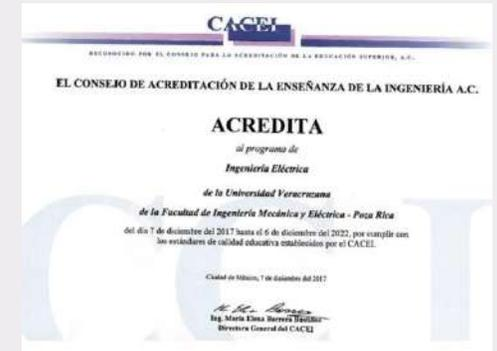 CACEI
RECONOCIDO POR EL CONSEJO PARA LA ACREDITACIÓN DE LA EDUCACIÓN SUPERIOR, A.C.
EL CONSEJO DE ACREDITACIÓN DE LA ENSEÑANZA DE LA INGENIERÍA A.C.
ACREDITA
al programa de
Ingeniería Eléctrica
de la Universidad Veracruzana
de la Facultad de Ingeniería Mecánica y Eléctrica - Poza Rica
del día 7 de diciembre del 2017 hasta el 6 de diciembre del 2022, por cumplir con
los estándares de calidad educativa establecidos por el CACEI.
Ciudad de México, 7 de diciembre del 2017
Ing. María Elena Barrera
Directora General del CACEI
CACEI